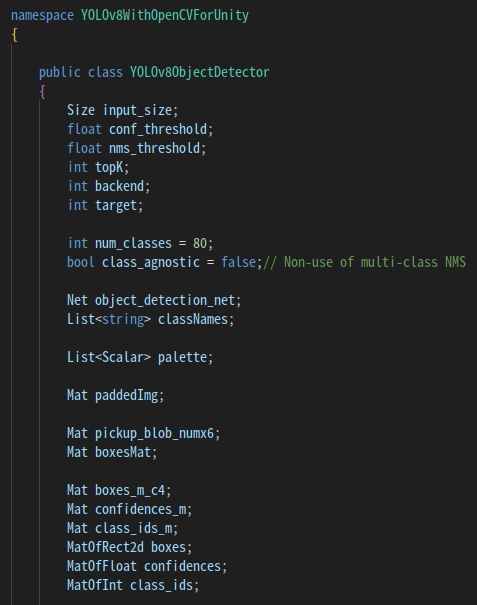 namespace YOLOv8WithOpenCVForUnity
{
public class YOLOv8ObjectDetector
{
Size input_size;
float conf_threshold;
float nms_threshold;
int topK;
int backend;
int target;
int num_classes = 80;
bool class_agnostic = false;// Non-use of multi-class NMS
Net object_detection_net;
List<string> classNames;
List<Scalar> palette;
Mat paddedImg;
Mat pickup_blob_numx6;
Mat boxesMat;
Mat boxes_m_c4;
Mat confidences_m;
Mat class_ids_m;
MatOfRect2d boxes;
MatOfFloat confidences;
MatOfInt class_ids;